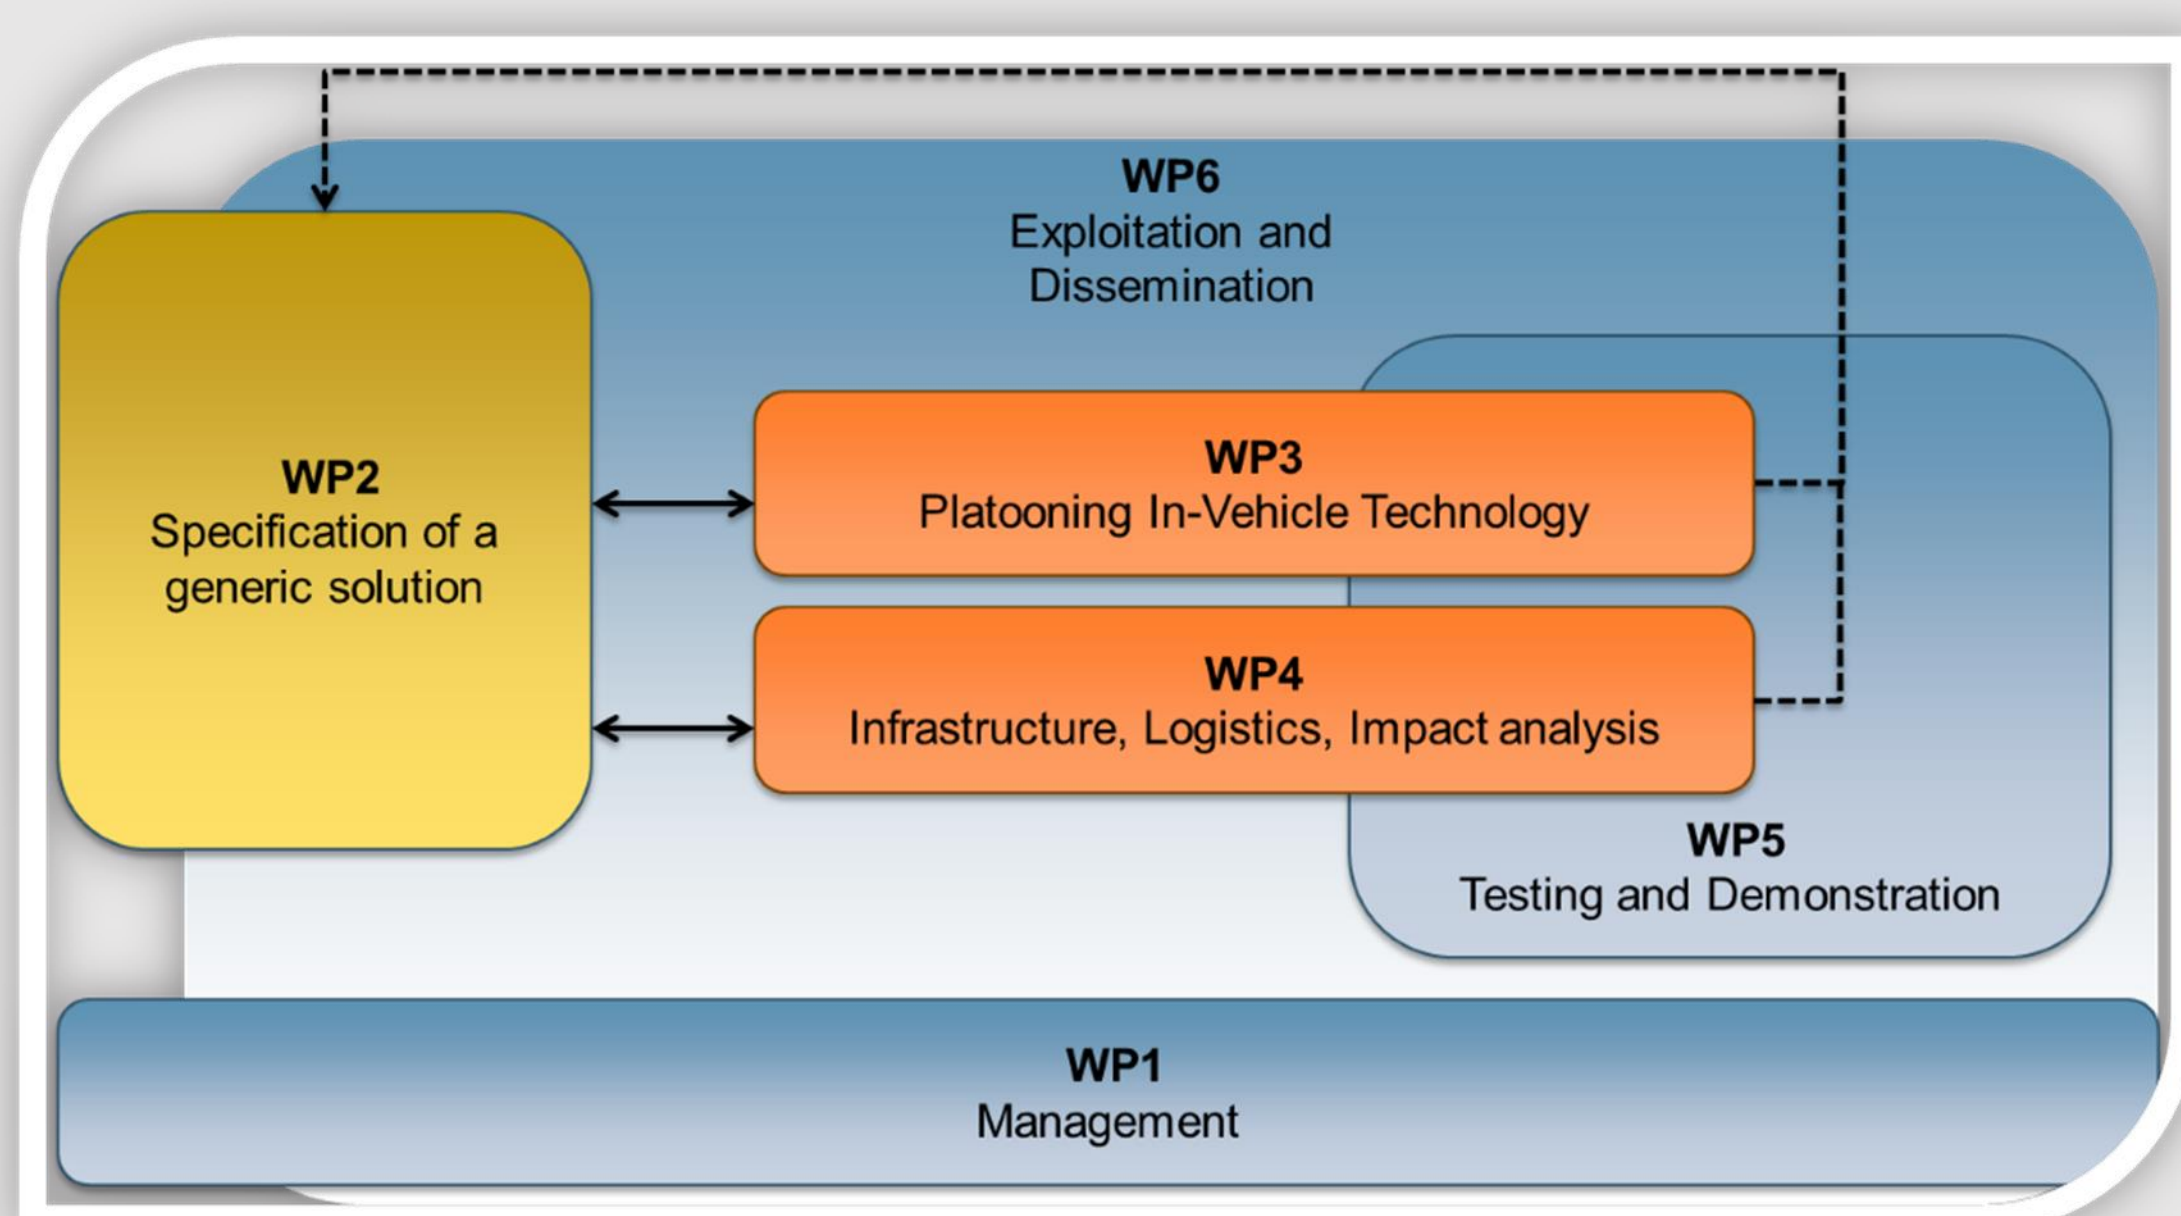 WP6
Exploitation and
Dissemination
WP2
Specification of a
generic solution
WP3
Platooning In-Vehicle Technology
WP4
Infrastructure, Logistics, Impact analysis
WP5
Testing and Demonstration
WP1
Management